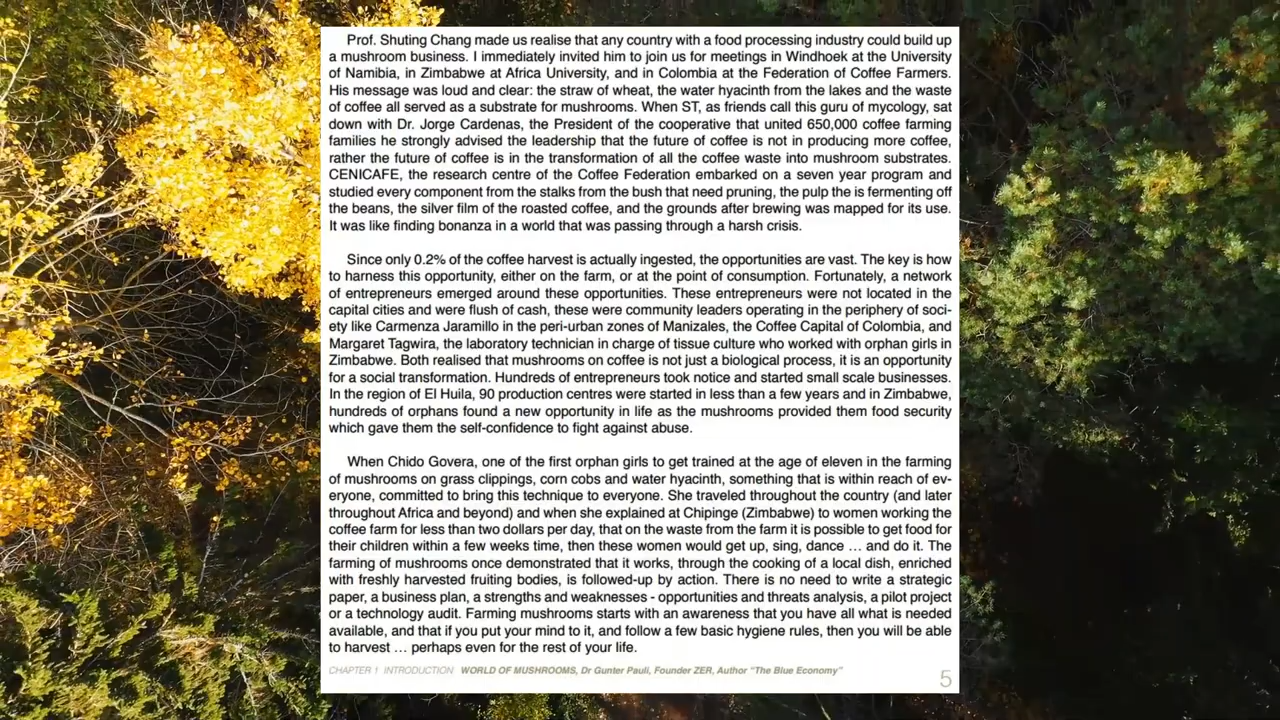 Prof. Shuting Chang made us realise that any country with a food processing industry could build up
a mushroom business. I immediately invited him to join us for meetings in Windhoek at the University
of Namibia, in Zimbabwe at Africa University, and in Colombia at the Federation of Coffee Farmers.
His message was loud and clear: the straw of wheat, the water hyacinth from the lakes and the waste
of coffee all served as a substrate for mushrooms. When ST, as friends call this guru of mycology, sat
down with Dr. Jorge Cardenas, the President of the cooperative that united 650,000 coffee farming
families he strongly advised the leadership that the future of coffee is not in producing more coffee,
rather the future of coffee is in the transformation of all the coffee waste into mushroom substrates.
CENICAFE, the research centre of the Coffee Federation embarked on a seven year program and
studied every component from the stalks from the bush that need pruning, the pulp the is fermenting off
the beans, the silver film of the roasted coffee, and the grounds after brewing was mapped for its use.
It was like finding bonanza in a world that was passing through a harsh crisis.
Since only 0.2% of the coffee harvest is actually ingested, the opportunities are vast. The key is how
to harness this opportunity, either on the farm, or at the point of consumption. Fortunately, a network
of entrepreneurs emerged around these opportunities. These entrepreneurs were not located in the
capital cities and were flush of cash, these were community leaders operating in the periphery of soci-
ety like Carmenza Jaramillo in the peri-urban zones of Manizales, the Coffee Capital of Colombia, and
Margaret Tagwira, the laboratory technician in charge of tissue culture who worked with orphan girls in
Zimbabwe. Both realised that mushrooms on coffee is not just a biological process, it is an opportunity
for a social transformation. Hundreds of entrepreneurs took notice and started small scale businesses.
In the region of El Huila, 90 production centres were started in less than a few years and in Zimbabwe,
hundreds of orphans found a new opportunity in life as the mushrooms provided them food security
which gave them the self-confidence to fight against abuse.
When Chido Govera, one of the first orphan girls to get trained at the age of eleven in the farming
of mushrooms on grass clippings, corn cobs and water hyacinth, something that is within reach of ev-
eryone, committed to bring this technique to everyone. She traveled throughout the country (and later
throughout Africa and beyond) and when she explained at Chipinge (Zimbabwe) to women working the
coffee farm for less than two dollars per day, that on the waste from the farm it is possible to get food for
their children within a few weeks time, then these women would get up, sing, dance … and do it. The
farming of mushrooms once demonstrated that it works, through the cooking of a local dish, enriched
with freshly harvested fruiting bodies, is followed-up by action. There is no need to write a strategic
paper, a business plan, a strengths and weaknesses - opportunities and threats analysis, a pilot project
or a technology audit. Farming mushrooms starts with an awareness that you have all what is needed
available, and that if you put your mind to it, and follow a few basic hygiene rules, then you will be able
to harvest … perhaps even for the rest of your life.
CHAPTER 1 INTRODUCTION WORLD OF MUSHROOMS, Dr Gunter Pauli, Founder ZER, Author "The Blue Economy"
5